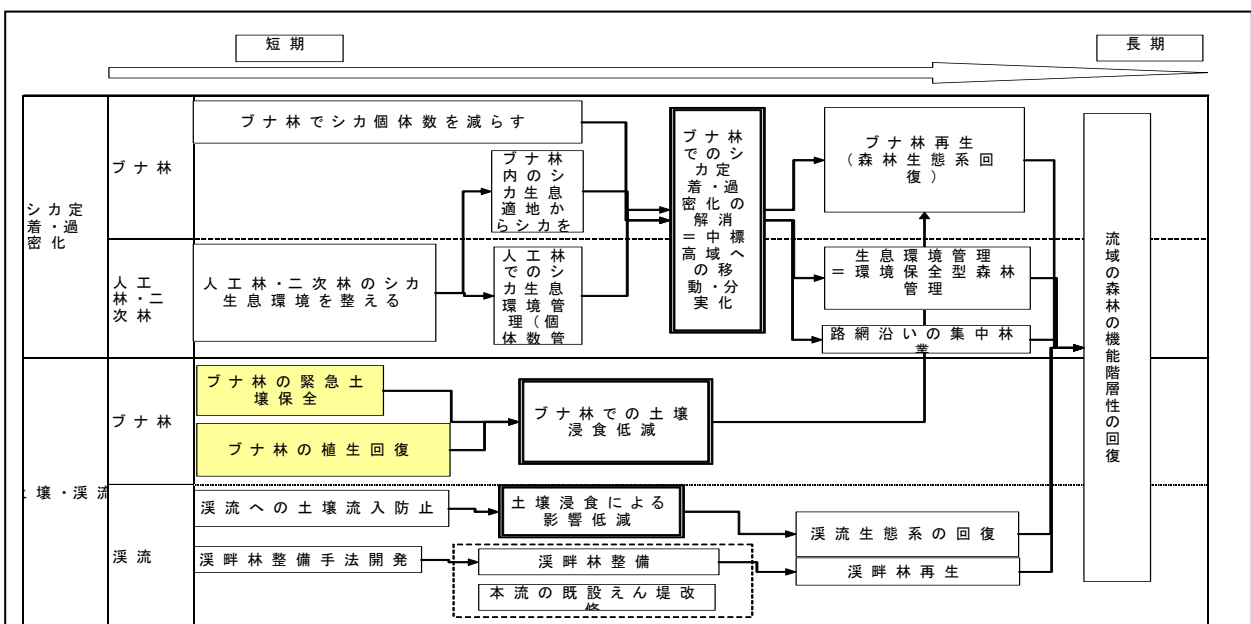 短期
長期
シカ定
着・過
密化
ブナ林
ブナ林でシカ個体数を減らす
ブナ林
内のシ
カ生息
適地か
らシカを
ブナ林
でのシ
カ定
着・過
密化の
解消
＝中標
高域へ
の移
動・分
実化
ブナ林再生
（森林生態系回
復）
人工
林・二
次林
人工林・二次林のシカ
生息環境を整える
人工林
でのシ
カ生息
環境管
理（個
体数管
生息環境管理
＝環境保全型森林
管理
路網沿いの集中林
業
流域の森林の機能階層性の回復
壌・渓流
ブナ林
ブナ林の緊急土
壌保全
ブナ林の植生回復
ブナ林での土壌
浸食低減
渓流
渓流への土壌流入防止
土壌浸食による
影響低減
渓流生態系の回復
渓畔林整備手法開発
渓畔林整備
渓畔林再生
本流の既設えん堤改
修